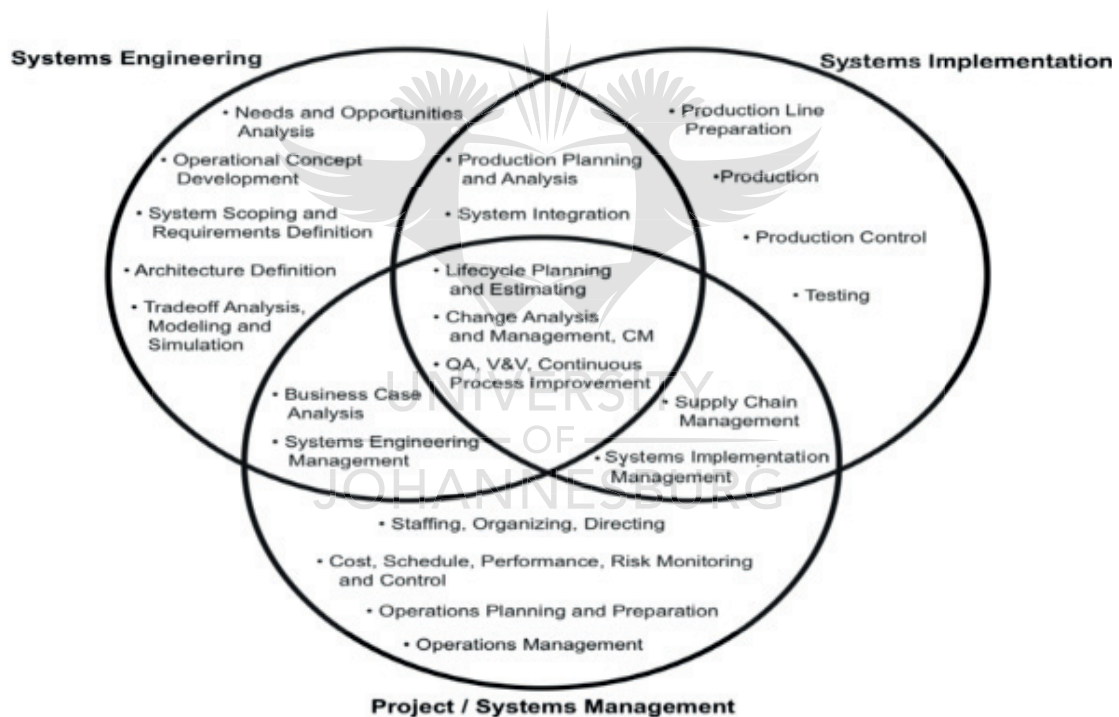 Systems Engineering
Systems Implementation
• Needs and Opportunities
Analysis
• Operational Concept
Development
• System Scoping and
Requirements Definition
• Architecture Definition
• Tradeoff Analysis,
Modeling and
Simulation
• Production Planning
and Analysis
• System Integration
• Production Line
Preparation
•Production
• Production Control
• Testing
• Lifecycle Planning
and Estimating
• Change Analysis
and Management, CM
• QA, V&V, Continuous
Process Improvement
• Business Case
Analysis
• Systems Engineering
Management
• Supply Chain
Management
• Systems Implementation
Management
• Staffing, Organizing, Directing
• Cost, Schedule, Performance, Risk Monitoring
and Control
• Operations Planning and Preparation
• Operations Management
Project / Systems Management
UNIVERSITY
OF
JOHANNESBURG